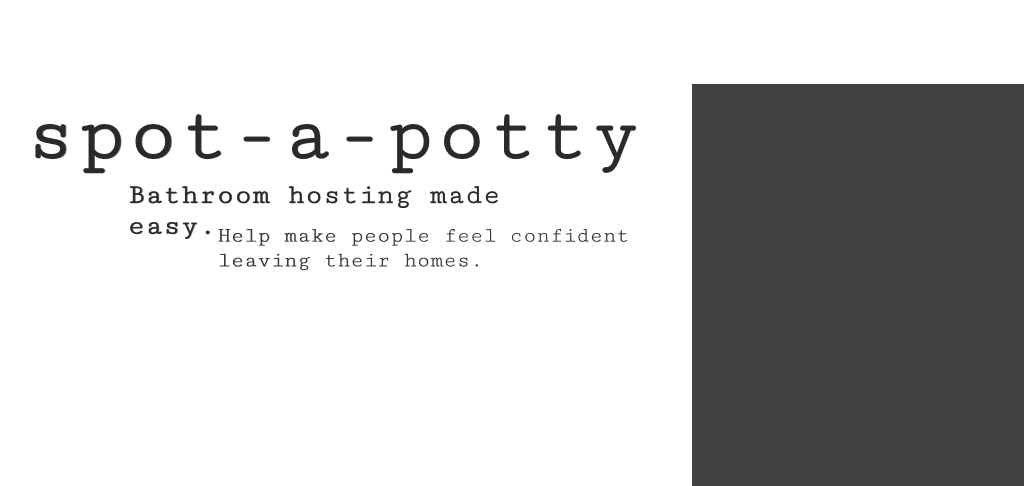 spot-a-potty
Bathroom hosting made
easy.
Help make people feel confident
leaving their homes.